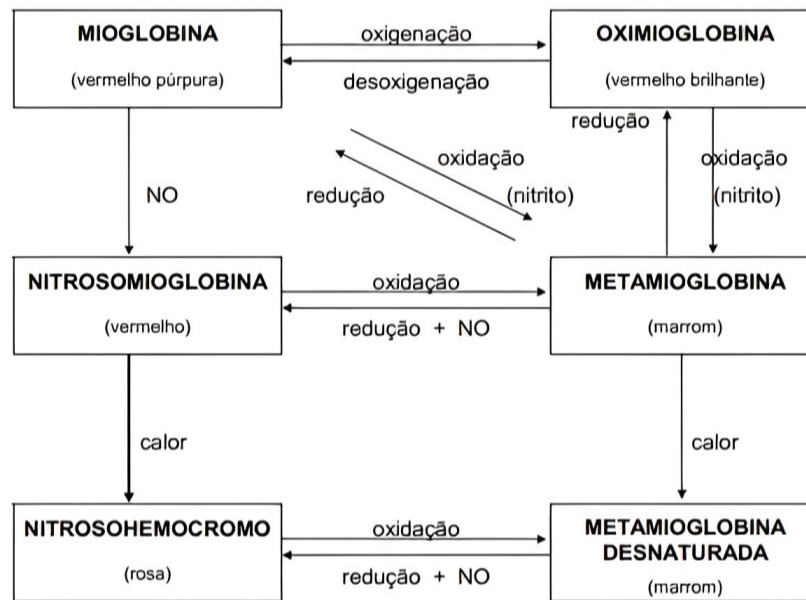 MIOGLOBINA
(vermelho púrpura)
oxigenação
desoxigenação
OXIMIOGLOBINA
(vermelho brilhante)
NO
redução
oxidação
(nitrito)
redução
oxidação
(nitrito)
NITROSOMIOGLOBINA
(vermelho)
oxidação
redução + NO
METAMIOGLOBINA
(marrom)
calor
calor
NITROSOHEMOCROMO
(rosa)
oxidação
redução + NO
METAMIOGLOBINA
DESNATURADA
(marrom)